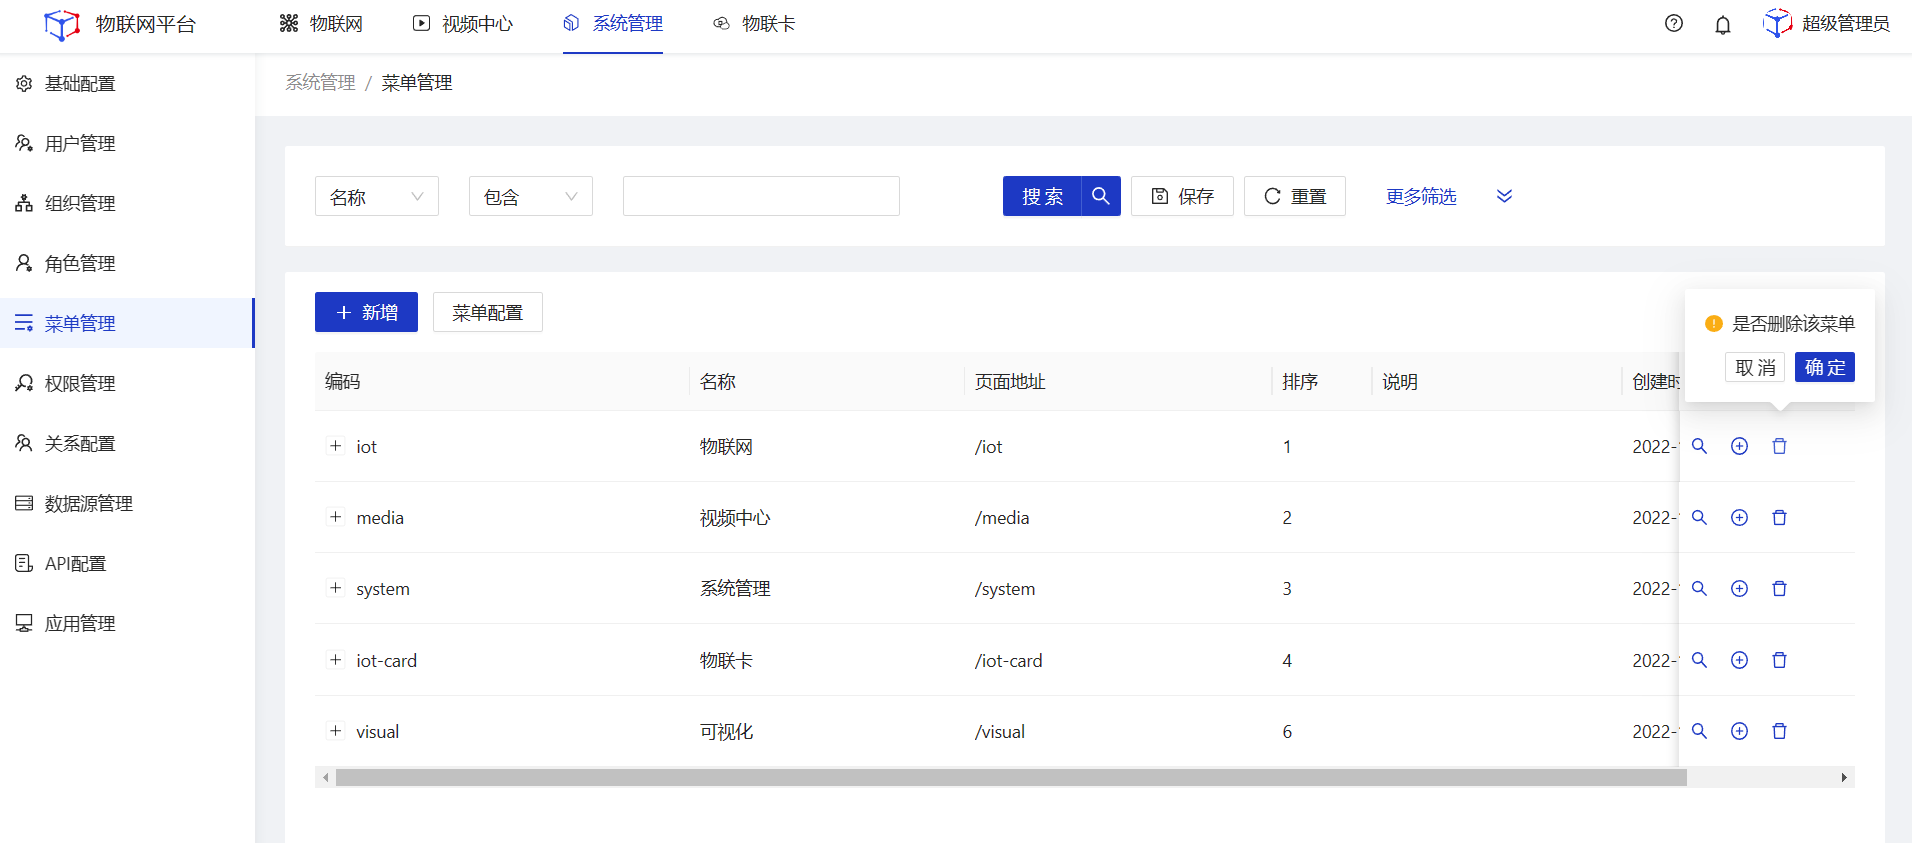 物联网平台
物联网
视频中心
系统管理
物联卡
超级管理员
基础配置
用户管理
组织管理
角色管理
菜单管理
权限管理
关系配置
数据源管理
API配置
应用管理
系统管理 / 菜单管理
名称
包含
搜索
保存
重置
更多筛选
新增
菜单配置
是否删除该菜单
取消
确定
编码 名称 页面地址 排序 说明 创建时
iot 物联网 /iot 1 2022-
media 视频中心 /media 2 2022-
system 系统管理 /system 3 2022-
iot-card 物联卡 /iot-card 4 2022-
visual 可视化 /visual 6 2022-